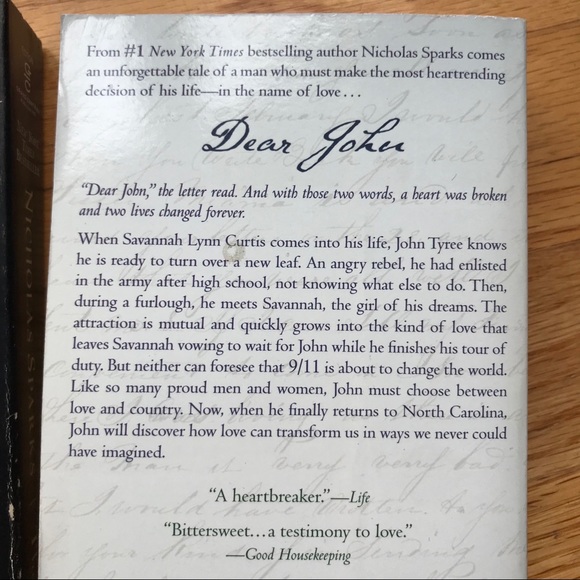 From #1 New York Times bestselling author Nicholas Sparks comes
an unforgettable tale of a man who must make the most heartrending
decision of his life—in the name of love . . .
Dear John
"Dear John," the letter read. And with those two words, a heart was broken
and two lives changed forever.
When Savannah Lynn Curtis comes into his life, John Tyree knows
he is ready to turn over a new leaf. An angry rebel, he had enlisted
in the army after high school, not knowing what else to do. Then,
during a furlough, he meets Savannah, the girl of his dreams. The
attraction is mutual and quickly grows into the kind of love that
leaves Savannah vowing to wait for John while he finishes his tour of
duty. But neither can foresee that 9/11 is about to change the world.
Like so many proud men and women, John must choose between
love and country. Now, when he finally returns to North Carolina,
John will discover how love can transform us in ways we never could
have imagined.
"A heartbreaker."—Life
"Bittersweet...a testimony to love."
—Good Housekeeping